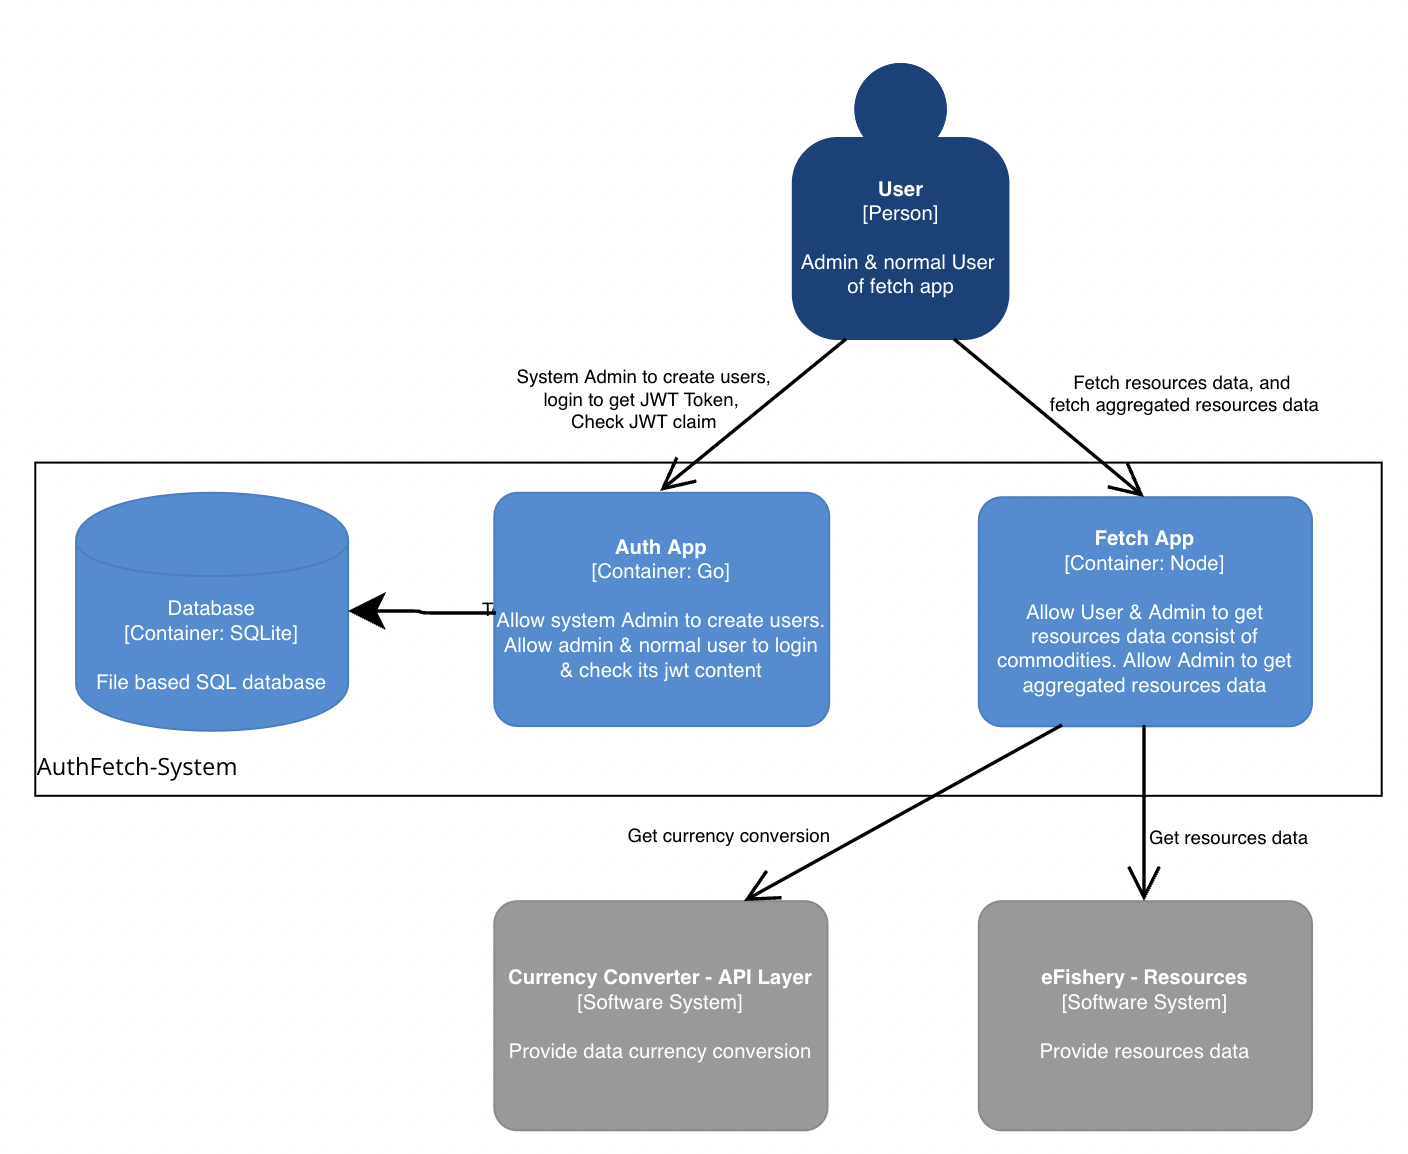 User
[Person]
Admin & normal User
of fetch app
System Admin to create users,
login to get JWT Token,
Check JWT claim
Fetch resources data, and
fetch aggregated resources data
Database
[Container: SQLite]
File based SQL database
Auth App
[Container: Go]
Allow system Admin to create users.
Allow admin & normal user to login
& check its jwt content
Fetch App
[Container: Node]
Allow User & Admin to get
resources data consist of
commodities. Allow Admin to get
aggregated resources data
AuthFetch-System
Get currency conversion
Get resources data
Currency Converter - API Layer
[Software System]
Provide data currency conversion
eFishery - Resources
[Software System]
Provide resources data